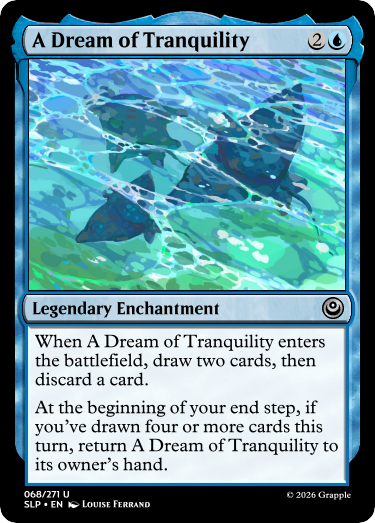 A Dream of Tranquility 2
Legendary Enchantment
When A Dream of Tranquility enters
the battlefield, draw two cards, then
discard a card.
At the beginning of your end step, if
you've drawn four or more cards this
turn, return A Dream of Tranquility to
its owner's hand.
068/271 U
SLP • EN Louise Ferrand
© 2026 Grapple